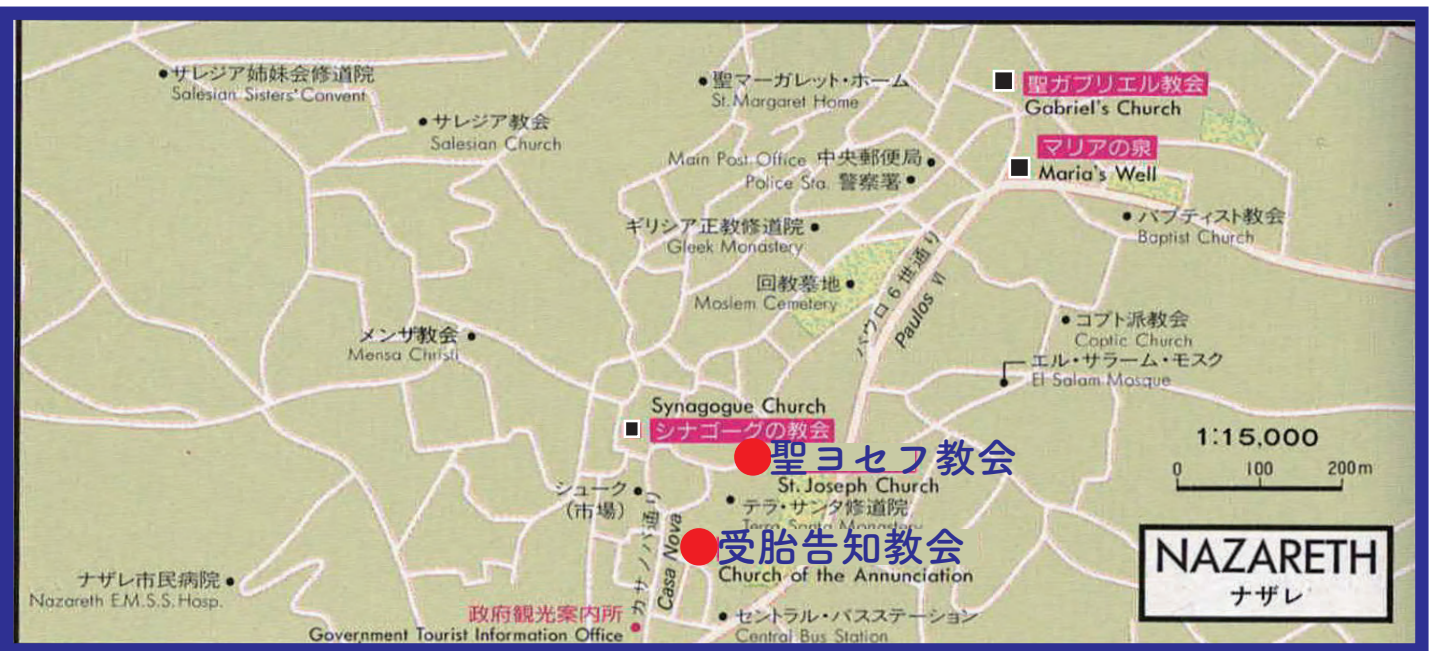 サレジア姉妹会修道院
Salesian Sisters' Convent
サレジア教会
Salesian Church
聖マーガレット・ホーム
St. Margaret Home
聖ガブリエル教会
Gabriel's Church
マリアの泉
Maria's Well
Main Post Office 中央郵便局
Police Sta. 警察署
バプティスト教会
Baptist Church
ギリシア正教修道院
Gleek Monastery
回教墓地
Moslem Cemetery
パウロ6世通り
Paulos VI
コプト派教会
Coptic Church
エル・サラーム・モスク
El Salam Mosque
メンザ教会
Mensa Christi
Synagogue Church
シナゴーグの教会
1:15,000
0 100 200m
聖ヨセフ教会
St. Joseph Church
シューク
(市場)
テラ・サンタ修道院
Terra Santa Monastery
カサノバ通り
Casa Nova
受胎告知教会
Church of the Annunciation
NAZARETH
ナザレ
ナザレ市民病院
Nazareth E.M.S.S. Hosp.
政府観光案内所
Government Tourist Information Office
セントラル・バスステーション
Central Bus Station